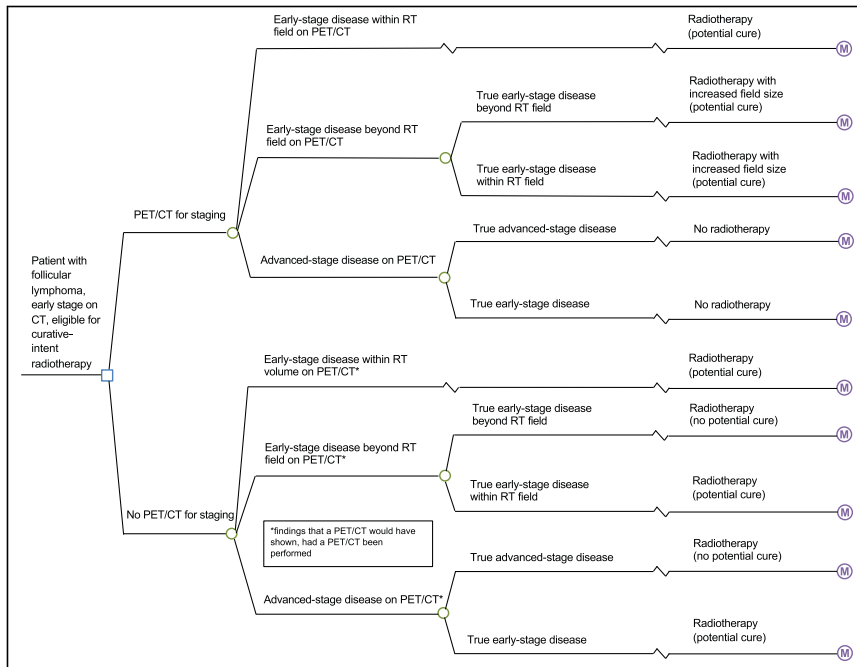 Early-stage disease within RT
field on PET/CT
Radiotherapy
(potential cure)
M
True early-stage disease
beyond RT field
Radiotherapy with
increased field size
(potential cure)
M
Early-stage disease beyond RT
field on PET/CT
True early-stage disease
within RT field
Radiotherapy with
increased field size
(potential cure)
M
PET/CT for staging
True advanced-stage disease
No radiotherapy
M
Advanced-stage disease on PET/CT
True early-stage disease
No radiotherapy
M
Patient with
follicular
lymphoma,
early stage on
CT, eligible for
curative–
intent
radiotherapy
Early-stage disease within RT
volume on PET/CT*
Radiotherapy
(potential cure)
M
True early-stage disease
beyond RT field
Radiotherapy
(no potential cure)
M
Early-stage disease beyond RT
field on PET/CT*
True early-stage disease
within RT field
Radiotherapy
(potential cure)
M
No PET/CT for staging
*findings that a PET/CT would have
shown, had a PET/CT been
performed
True advanced-stage disease
Radiotherapy
(no potential cure)
M
Advanced-stage disease on PET/CT*
True early-stage disease
Radiotherapy
(potential cure)
M